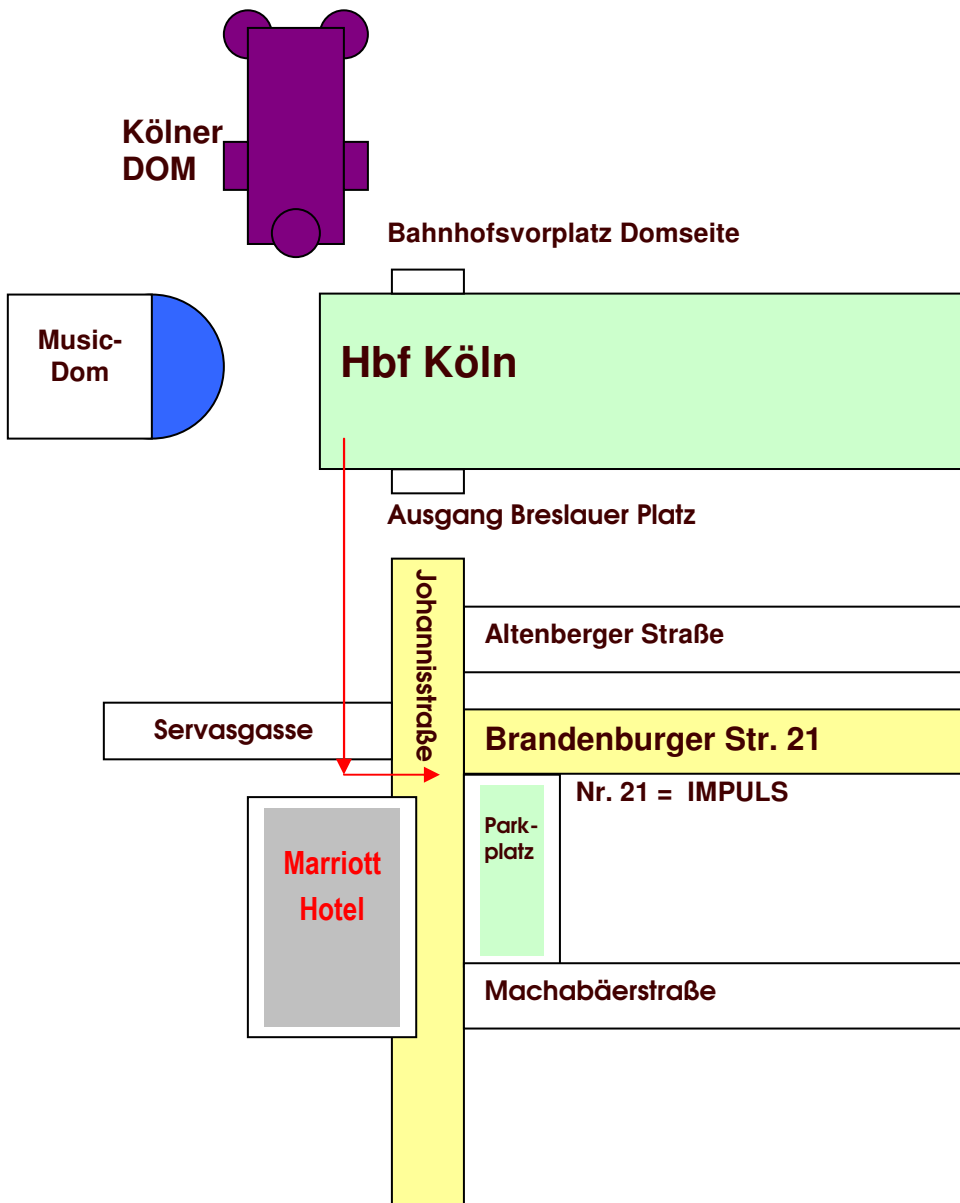 Kölner
DOM
Bahnhofsvorplatz Domseite
Music-
Dom
Hbf Köln
Ausgang Breslauer Platz
Johannisstraße
Altenberger Straße
Servasgasse
Brandenburger Str. 21
Nr. 21 = IMPULS
Park-
platz
Marriott
Hotel
Machabäerstraße